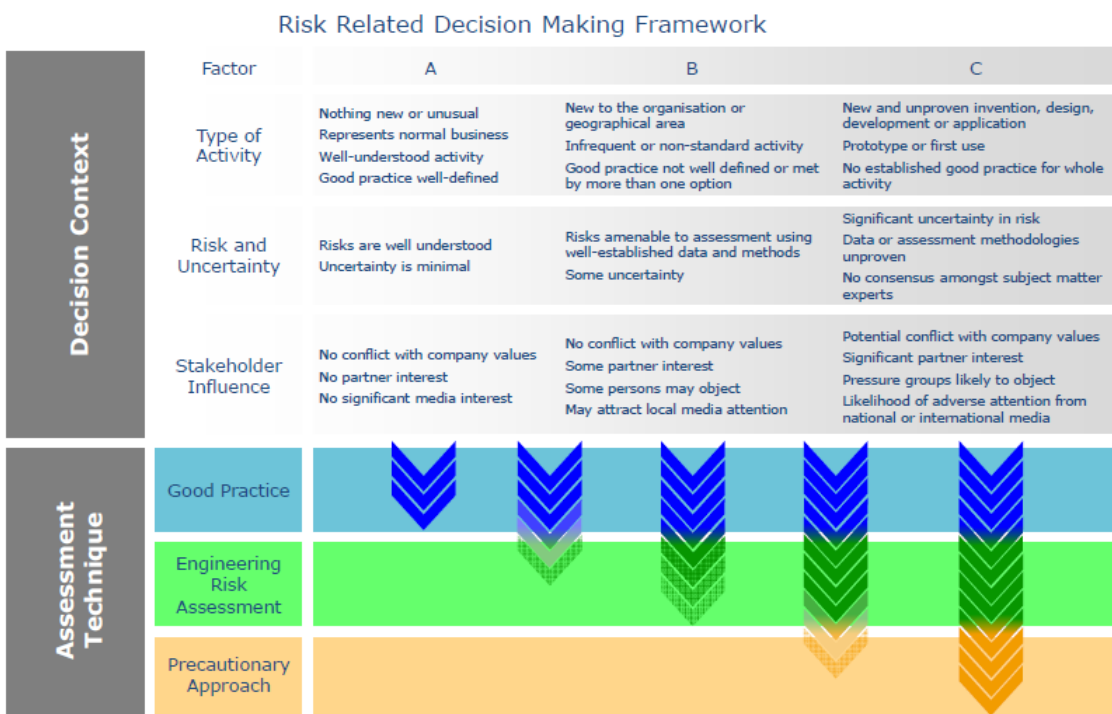 Risk Related Decision Making Framework
Decision Context
Factor
A
B
C
Type of
Activity
Nothing new or unusual
Represents normal business
Well-understood activity
Good practice well-defined
New to the organisation or
geographical area
Infrequent or non-standard activity
Good practice not well defined or met
by more than one option
New and unproven invention, design,
development or application
Prototype or first use
No established good practice for whole
activity
Risk and
Uncertainty
Risks are well understood
Uncertainty is minimal
Risks amenable to assessment using
well-established data and methods
Some uncertainty
Significant uncertainty in risk
Data or assessment methodologies
unproven
No consensus amongst subject matter
experts
Stakeholder
Influence
No conflict with company values
No partner interest
No significant media interest
No conflict with company values
Some partner interest
Some persons may object
May attract local media attention
Potential conflict with company values
Significant partner interest
Pressure groups likely to object
Likelihood of adverse attention from
national or international media
Assessment
Technique
Good Practice
Engineering
Risk
Assessment
Precautionary
Approach